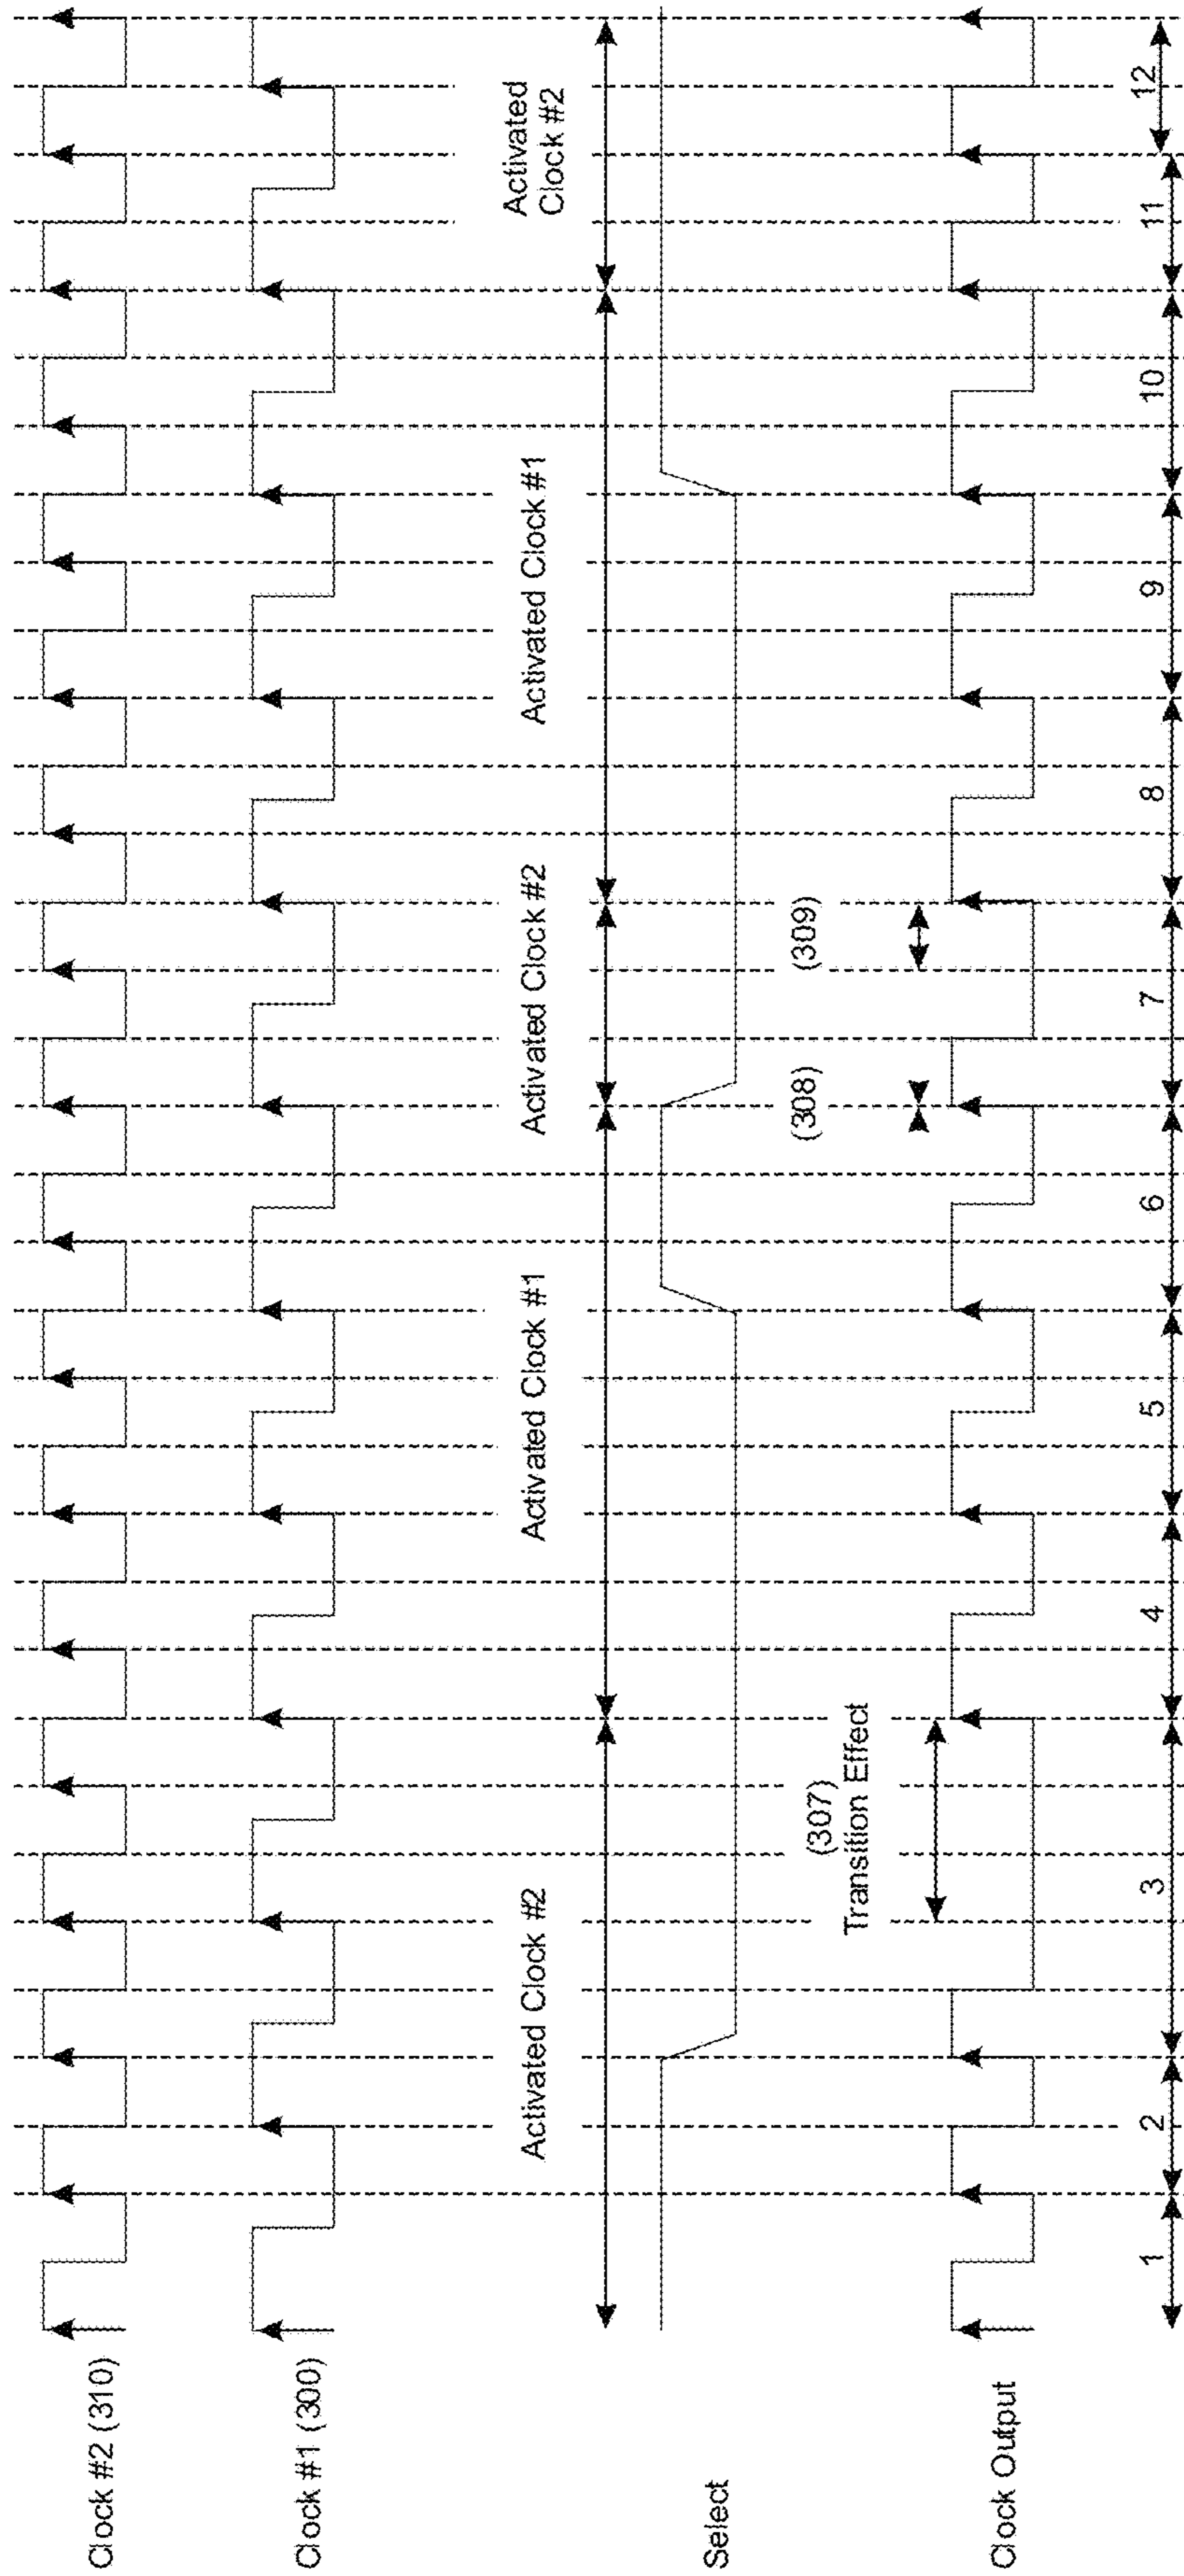 Clock #2 (310)
Clock #1 (300)
Activated Clock #2
Activated Clock #1
Activated Clock #2
Activated Clock #1
Activated
Clock #2
Select
(307)
Transition Effect
(308)
(309)
Clock Output
1 2 3 4 5 6 7 8 9 10 11 12